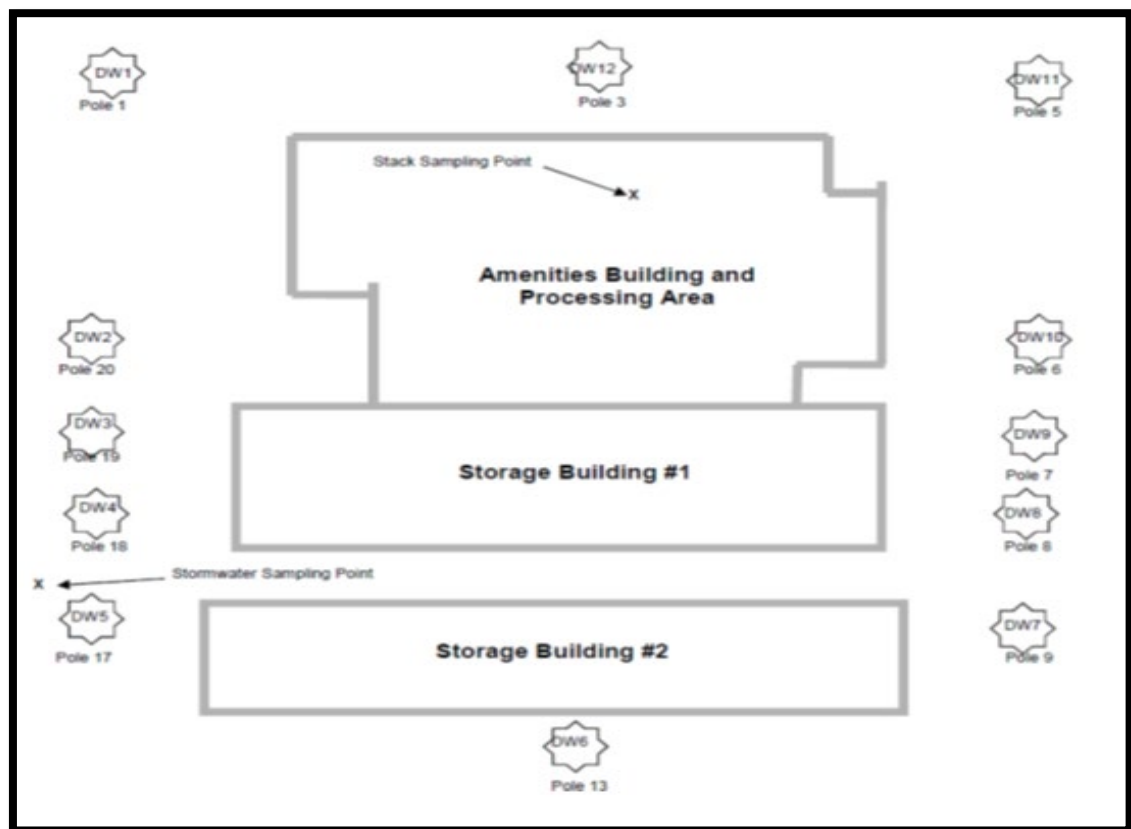 DW1
Pole 1
DW12
Pole 3
DW11
Pole 5
Stack Sampling Point
X
Amenities Building and
Processing Area
DW2
Pole 20
DW10
Pole 6
DW3
Pole 19
DW9
Pole 7
Storage Building #1
DW4
Pole 18
DW8
Pole 8
Stormwater Sampling Point
X
DW5
Pole 17
DW7
Pole 9
Storage Building #2
DW6
Pole 13